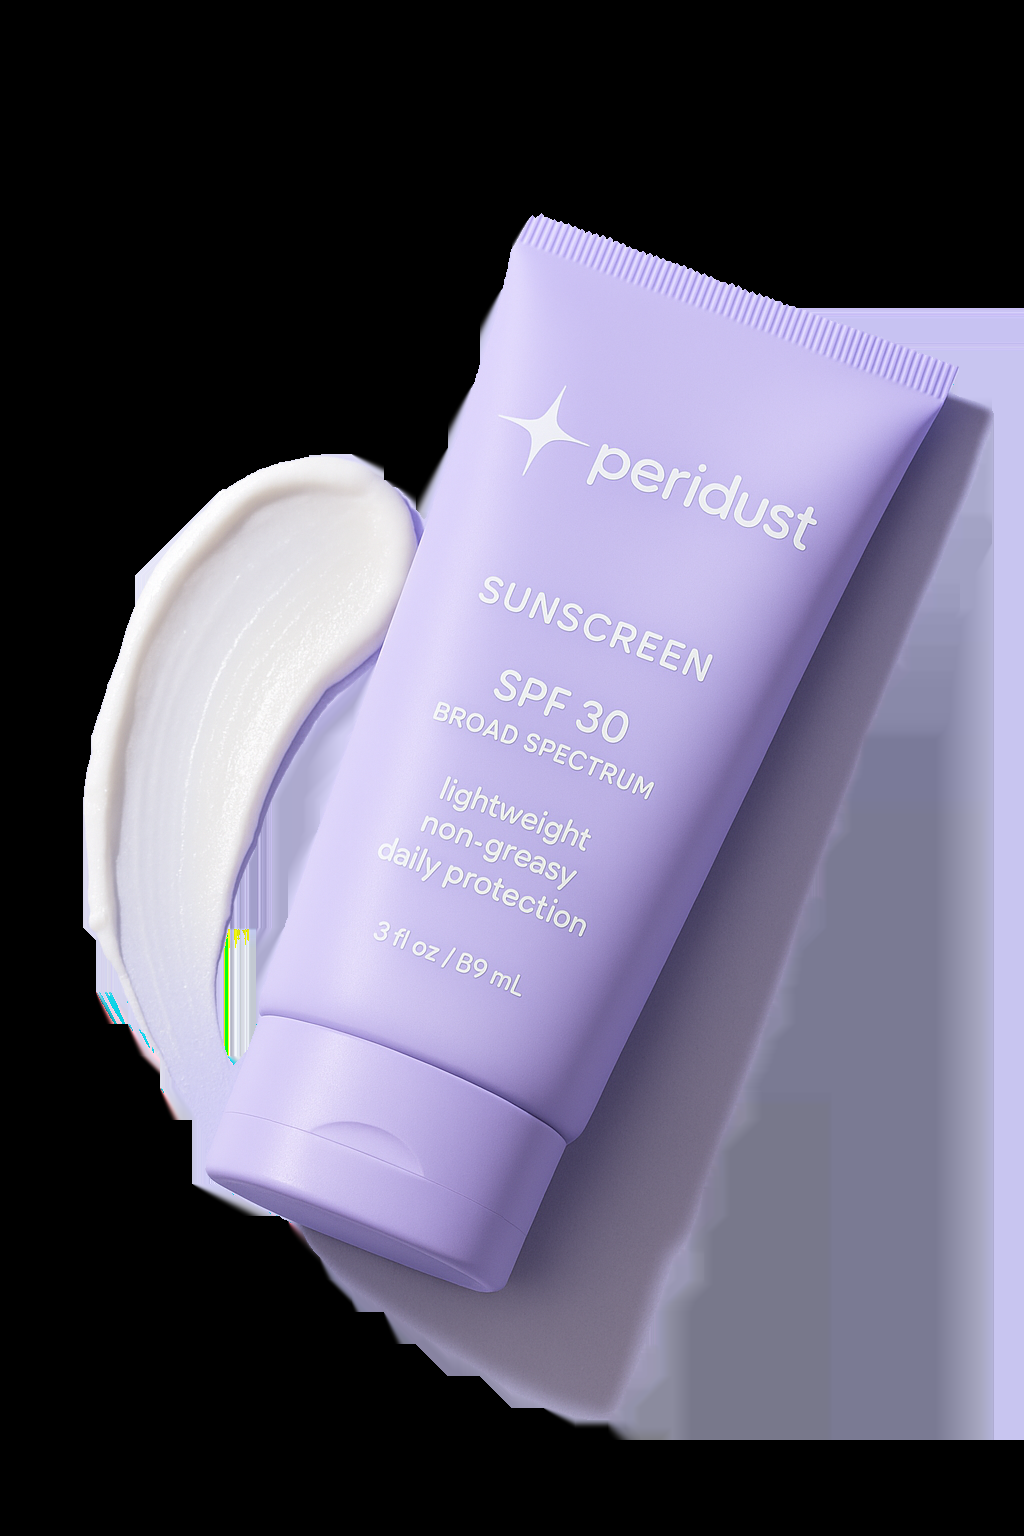 peridust
SUNSCREEN
SPF 30
BROAD SPECTRUM
lightweight
non-greasy
daily protection
3 fl oz / B9 mL